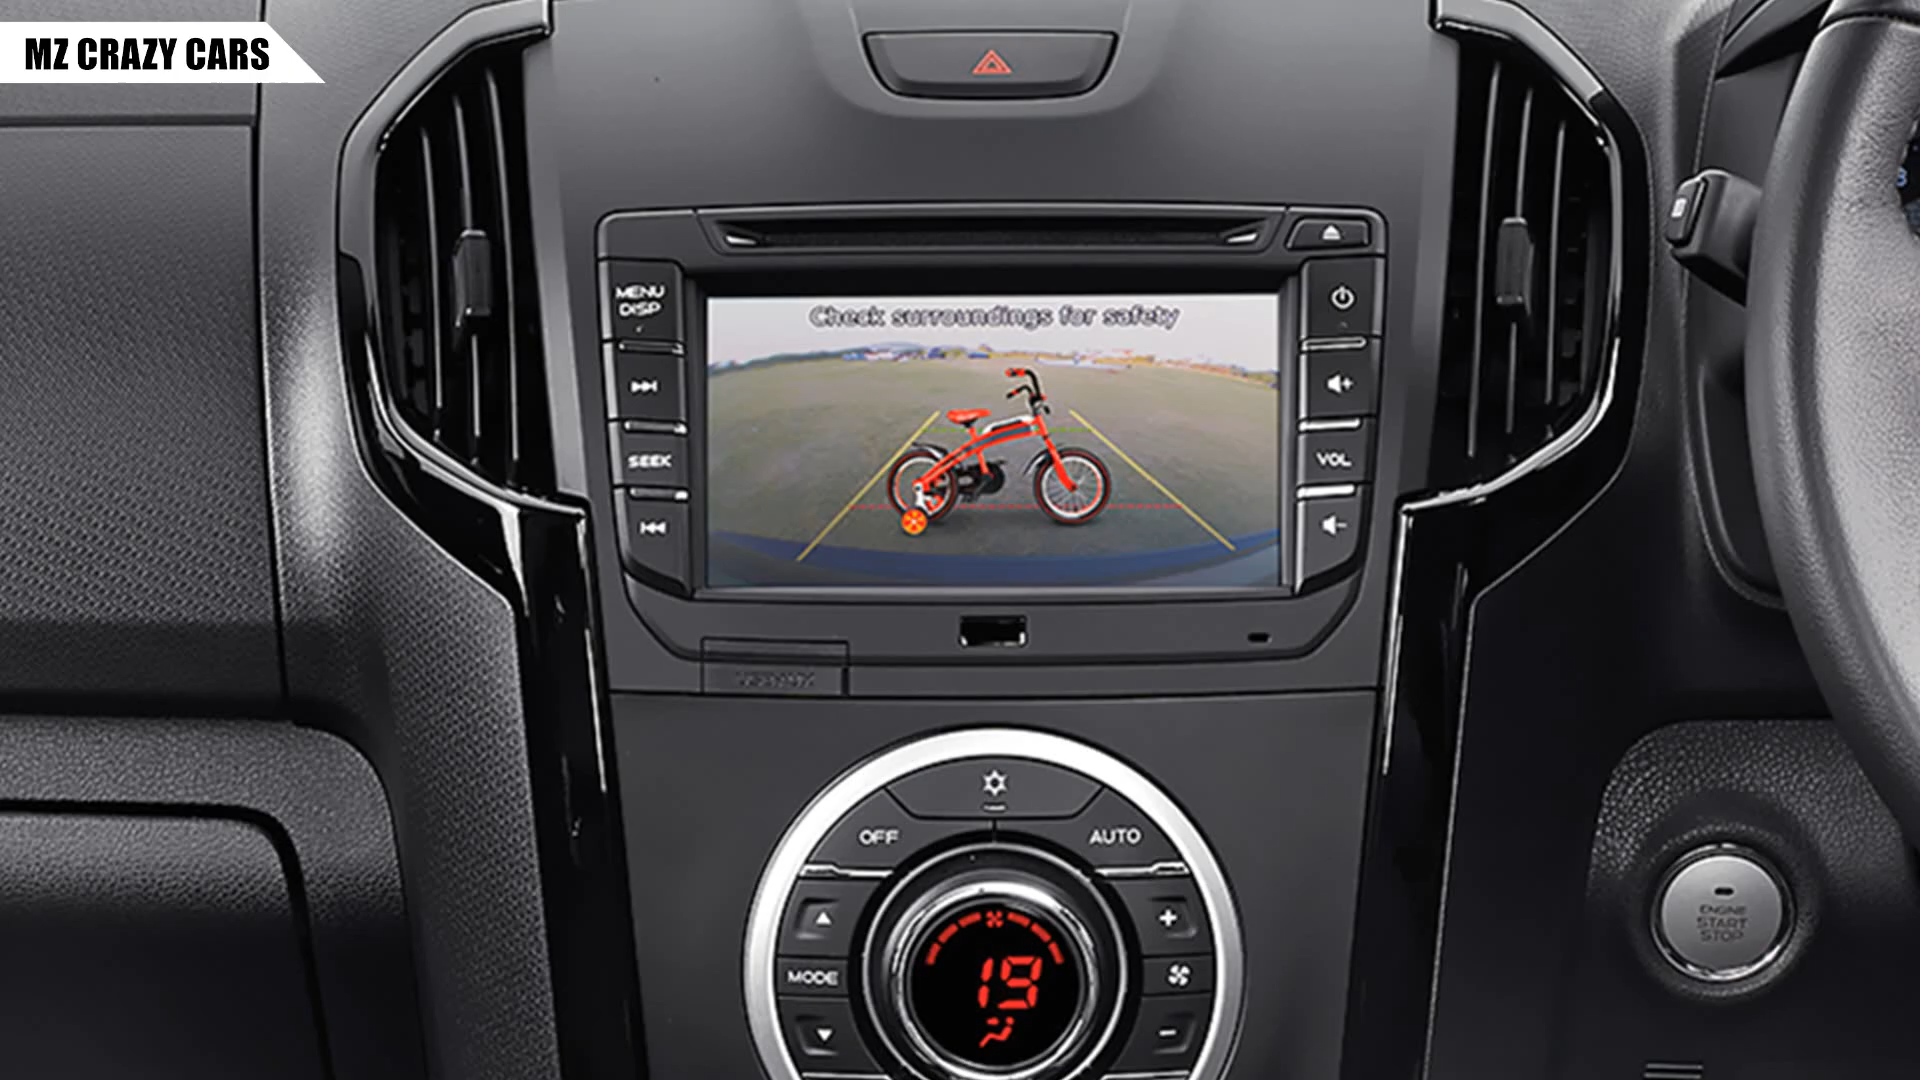 MZ CRAZY CARS
MENU
DISP
Check surroundings for safety
SEEK
VOL
OFF
AUTO
MODE
19
ENGINE
START
STOP